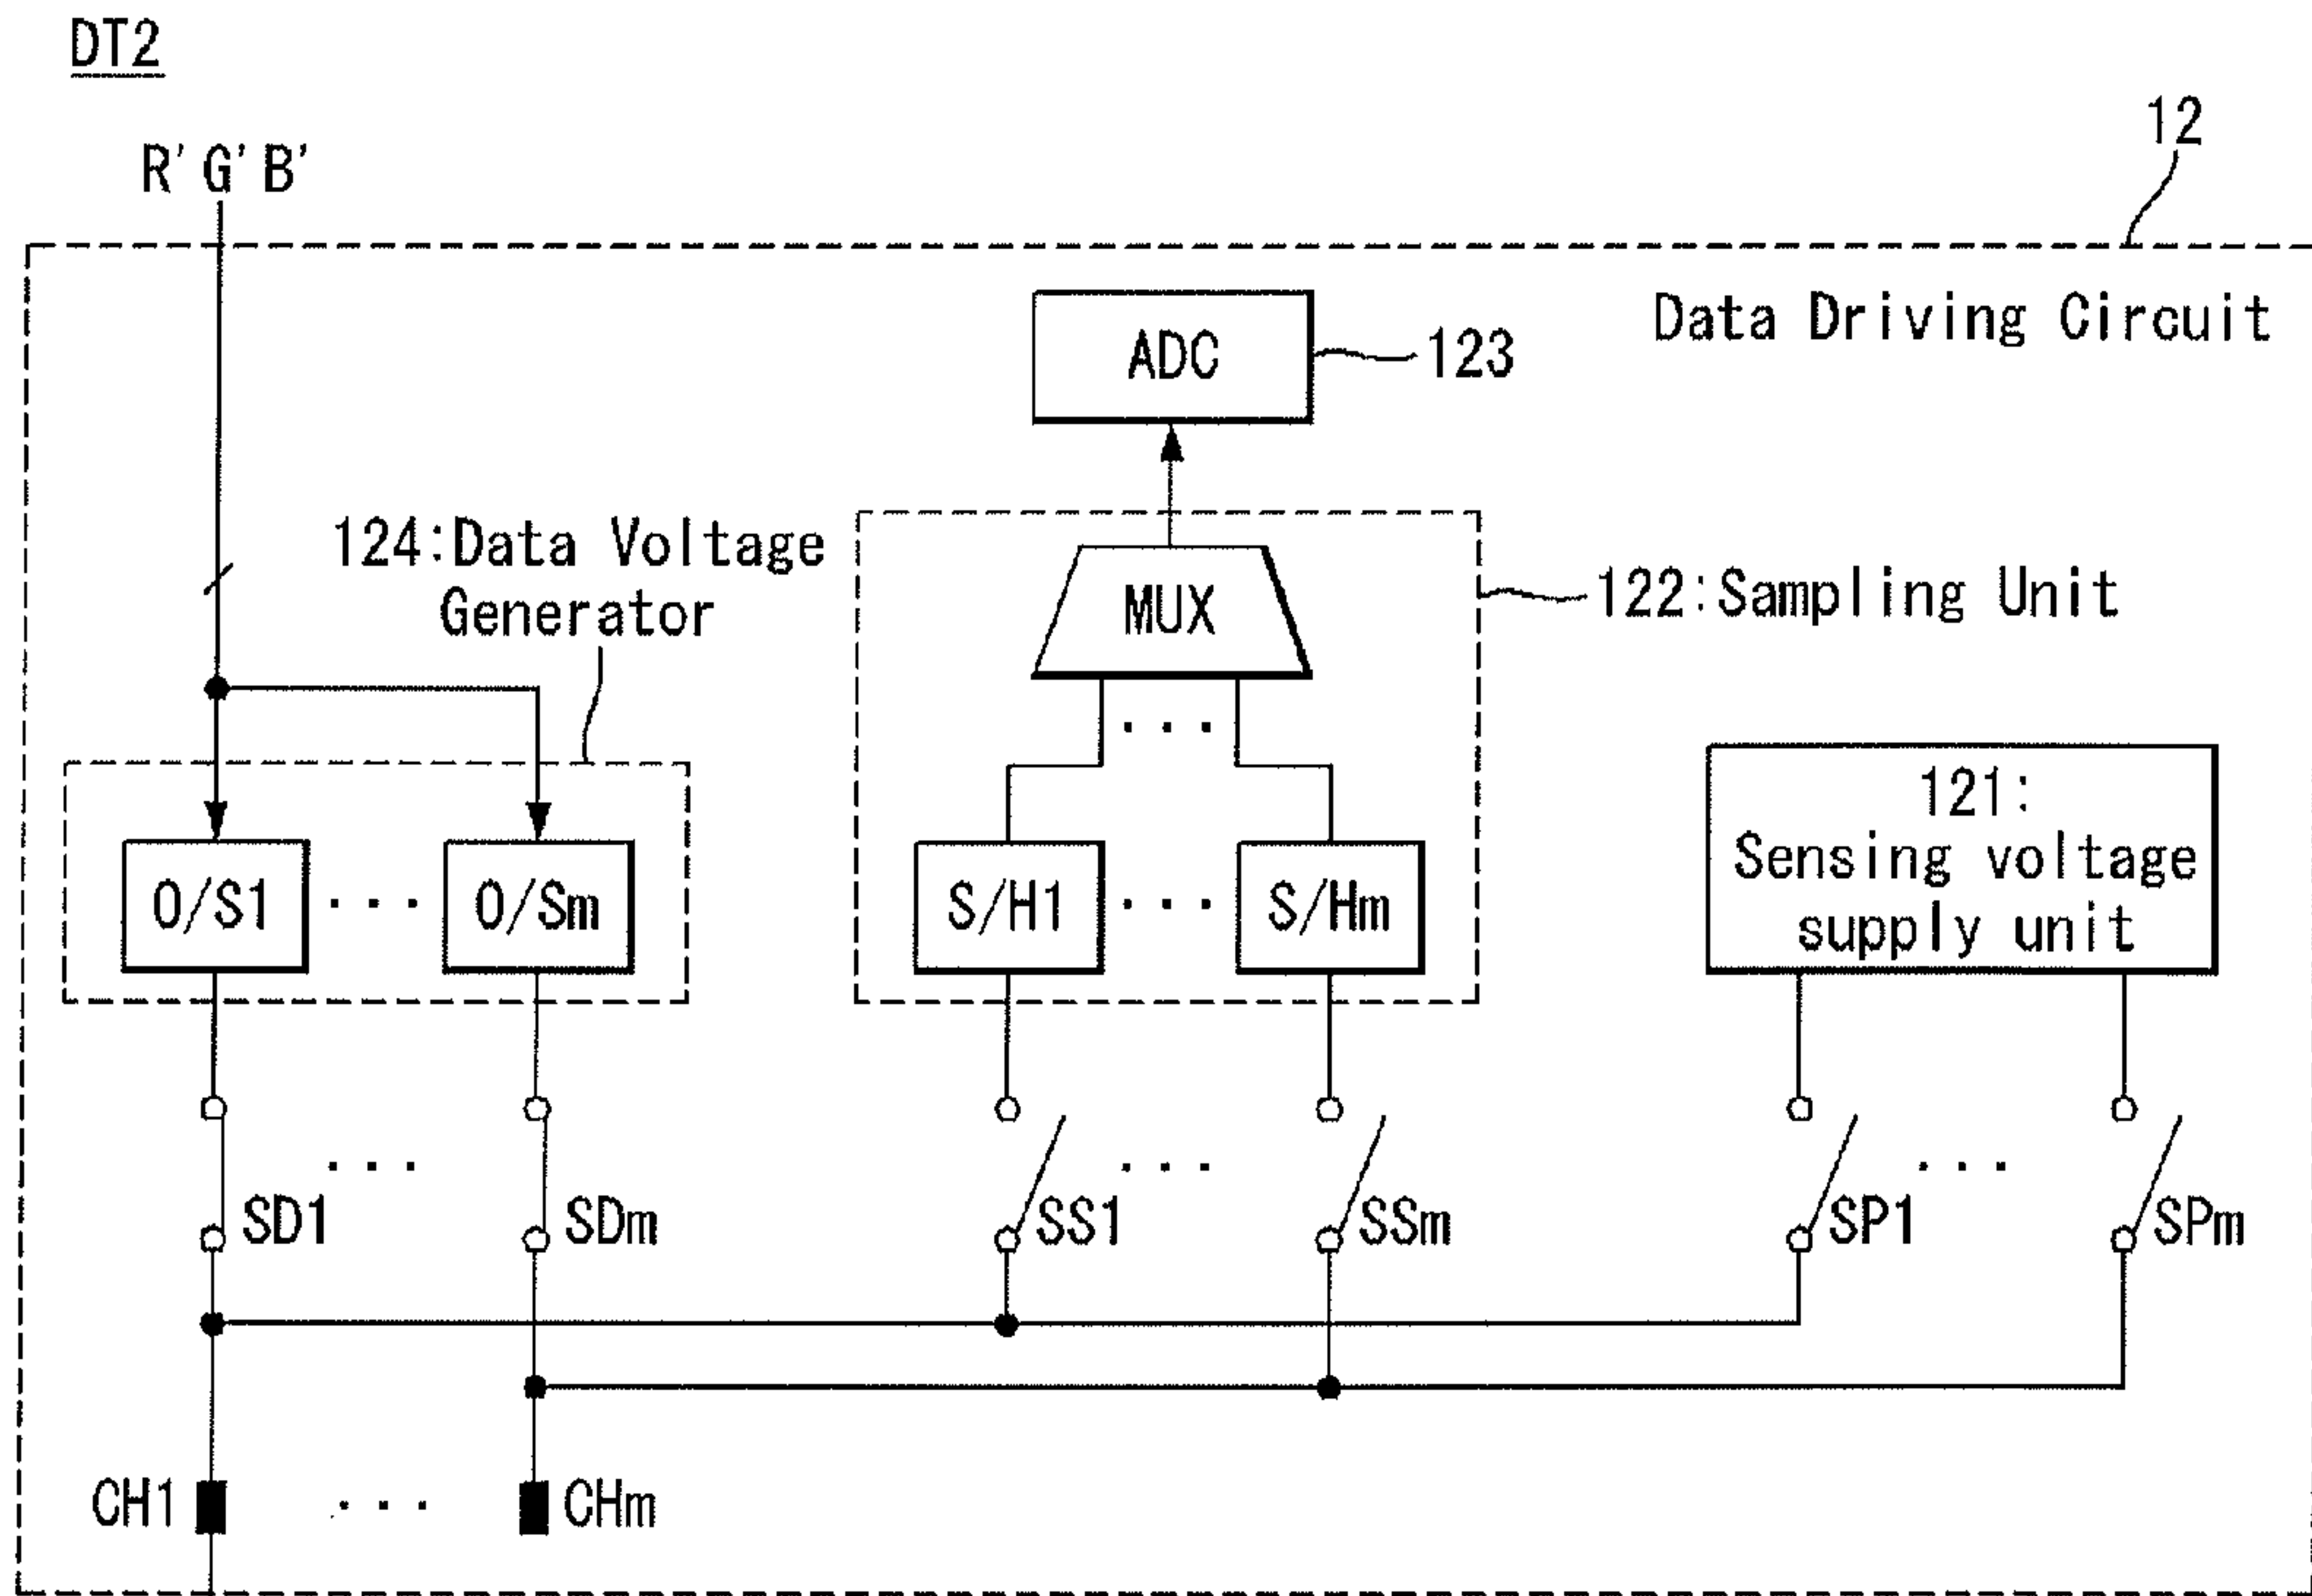 DT2
12
R'G'B'
Data Driving Circuit
ADC
123
124:Data Voltage
Generator
MUX
122:Sampling Unit
121:
Sensing voltage
supply unit
O/S1
...
O/Sm
...
S/H1
...
S/Hm
SD1
...
SDm
SS1
...
SSm
SP1
...
SPm
CH1
...
CHm